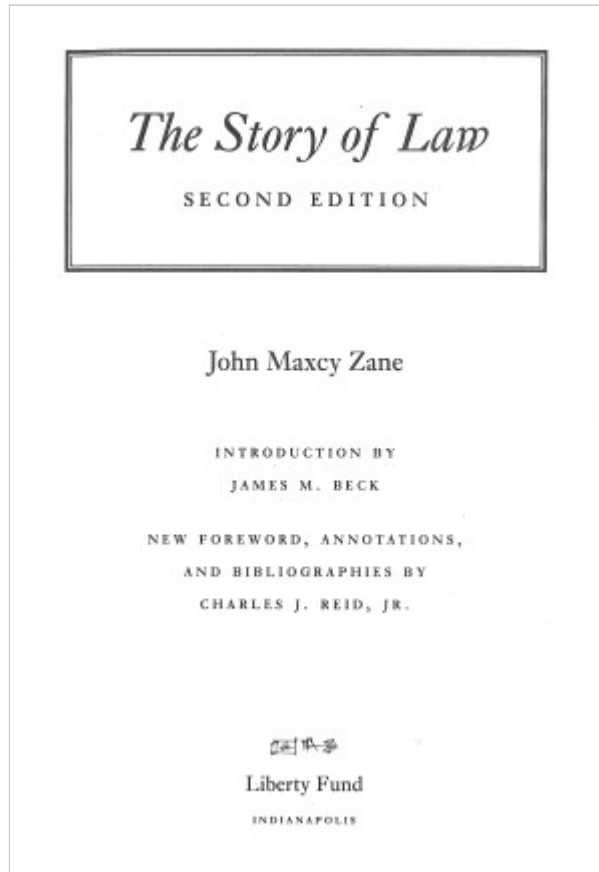 The Story of Law
SECOND EDITION
John Maxcy Zane
INTRODUCTION BY
JAMES M. BECK
NEW FOREWORD, ANNOTATIONS,
AND BIBLIOGRAPHIES BY
CHARLES J. REID, JR.
Liberty Fund
INDIANAPOLIS